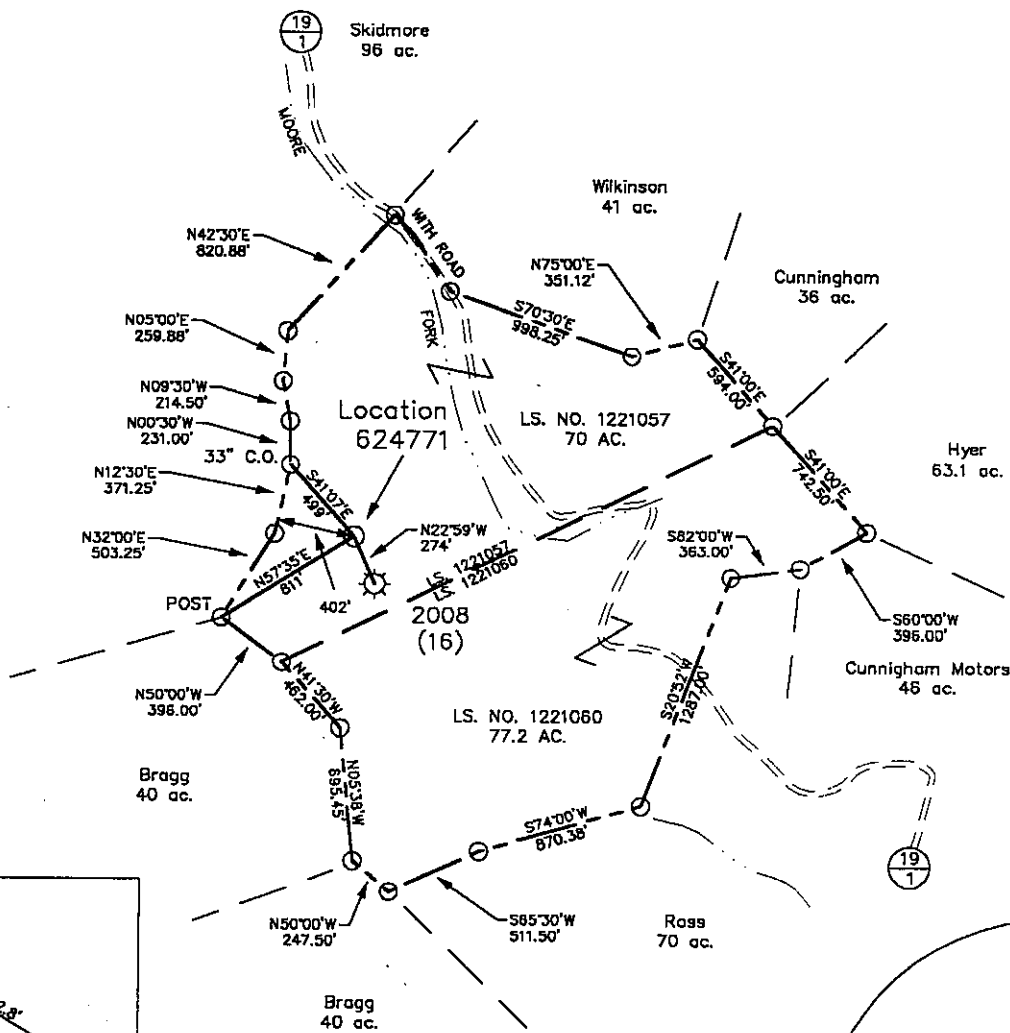 19
1
Skidmore
96 ac.
MOORE
WITH ROAD
FORK
Wilkinson
41 ac.
N42°30'E
820.88'
N75°00'E
351.12'
Cunningham
36 ac.
N05°00'E
259.88'
S70°30'E
998.25'
S41°00'E
594.00'
N09°30'W
214.50'
Location
624771
LS. NO. 1221057
70 AC.
N00°30'W
231.00'
33" C.O.
Hyer
63.1 ac.
S41°00'E
742.50'
N12°30'E
371.25'
S41°07'E
499'
N22°59'W
274'
N32°00'E
503.25'
S82°00'W
363.00'
LS. 1221057
LS. 1221060
N57°35'E
811'
402'
POST
2008
(16)
S60°00'W
396.00'
Cunnigham Motors
46 ac.
N50°00'W
396.00'
N41°30'W
462.00'
S20°52'W
1287.00'
LS. NO. 1221060
77.2 AC.
Bragg
40 ac.
N05°38'W
895.45'
S74°00'W
870.38'
19
1
N50°00'W
247.50'
S65°30'W
511.50'
Ross
70 ac.
Bragg
40 ac.